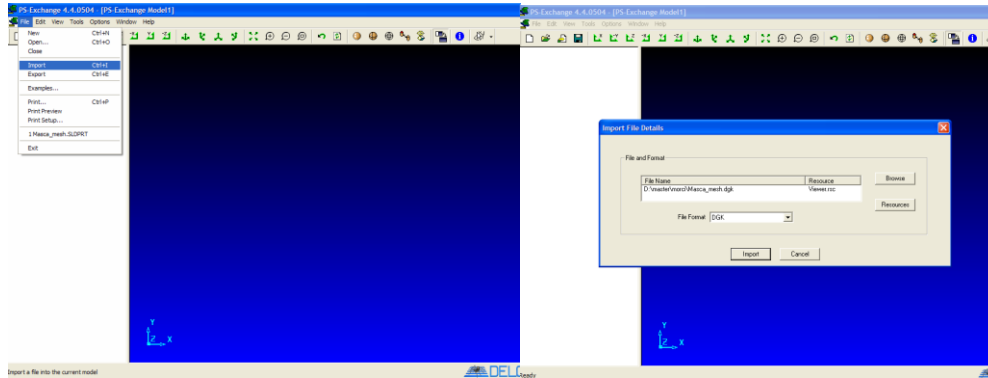 PS-Exchange 4.4.0504 - [PS-Exchange Model1]
File Edit View Tools Options Window Help
New Ctrl+N
Open... Ctrl+O
Close
Import Ctrl+I
Export Ctrl+E
Examples...
Print... Ctrl+P
Print Preview
Print Setup...
1 Masca_mesh.SLDPRT
Exit
Y
Z X
Import a file into the current model
DELC
PS-Exchange 4.4.0504 - [PS-Exchange Model1]
File Edit View Tools Options Window Help
Import File Details
File and Format
File Name Resource
D:\master\moro\Masca_mesh.dgk Viewer.rsc
Browse
Resources
File Format: DGK
Import Cancel
Y
Z X
Ready